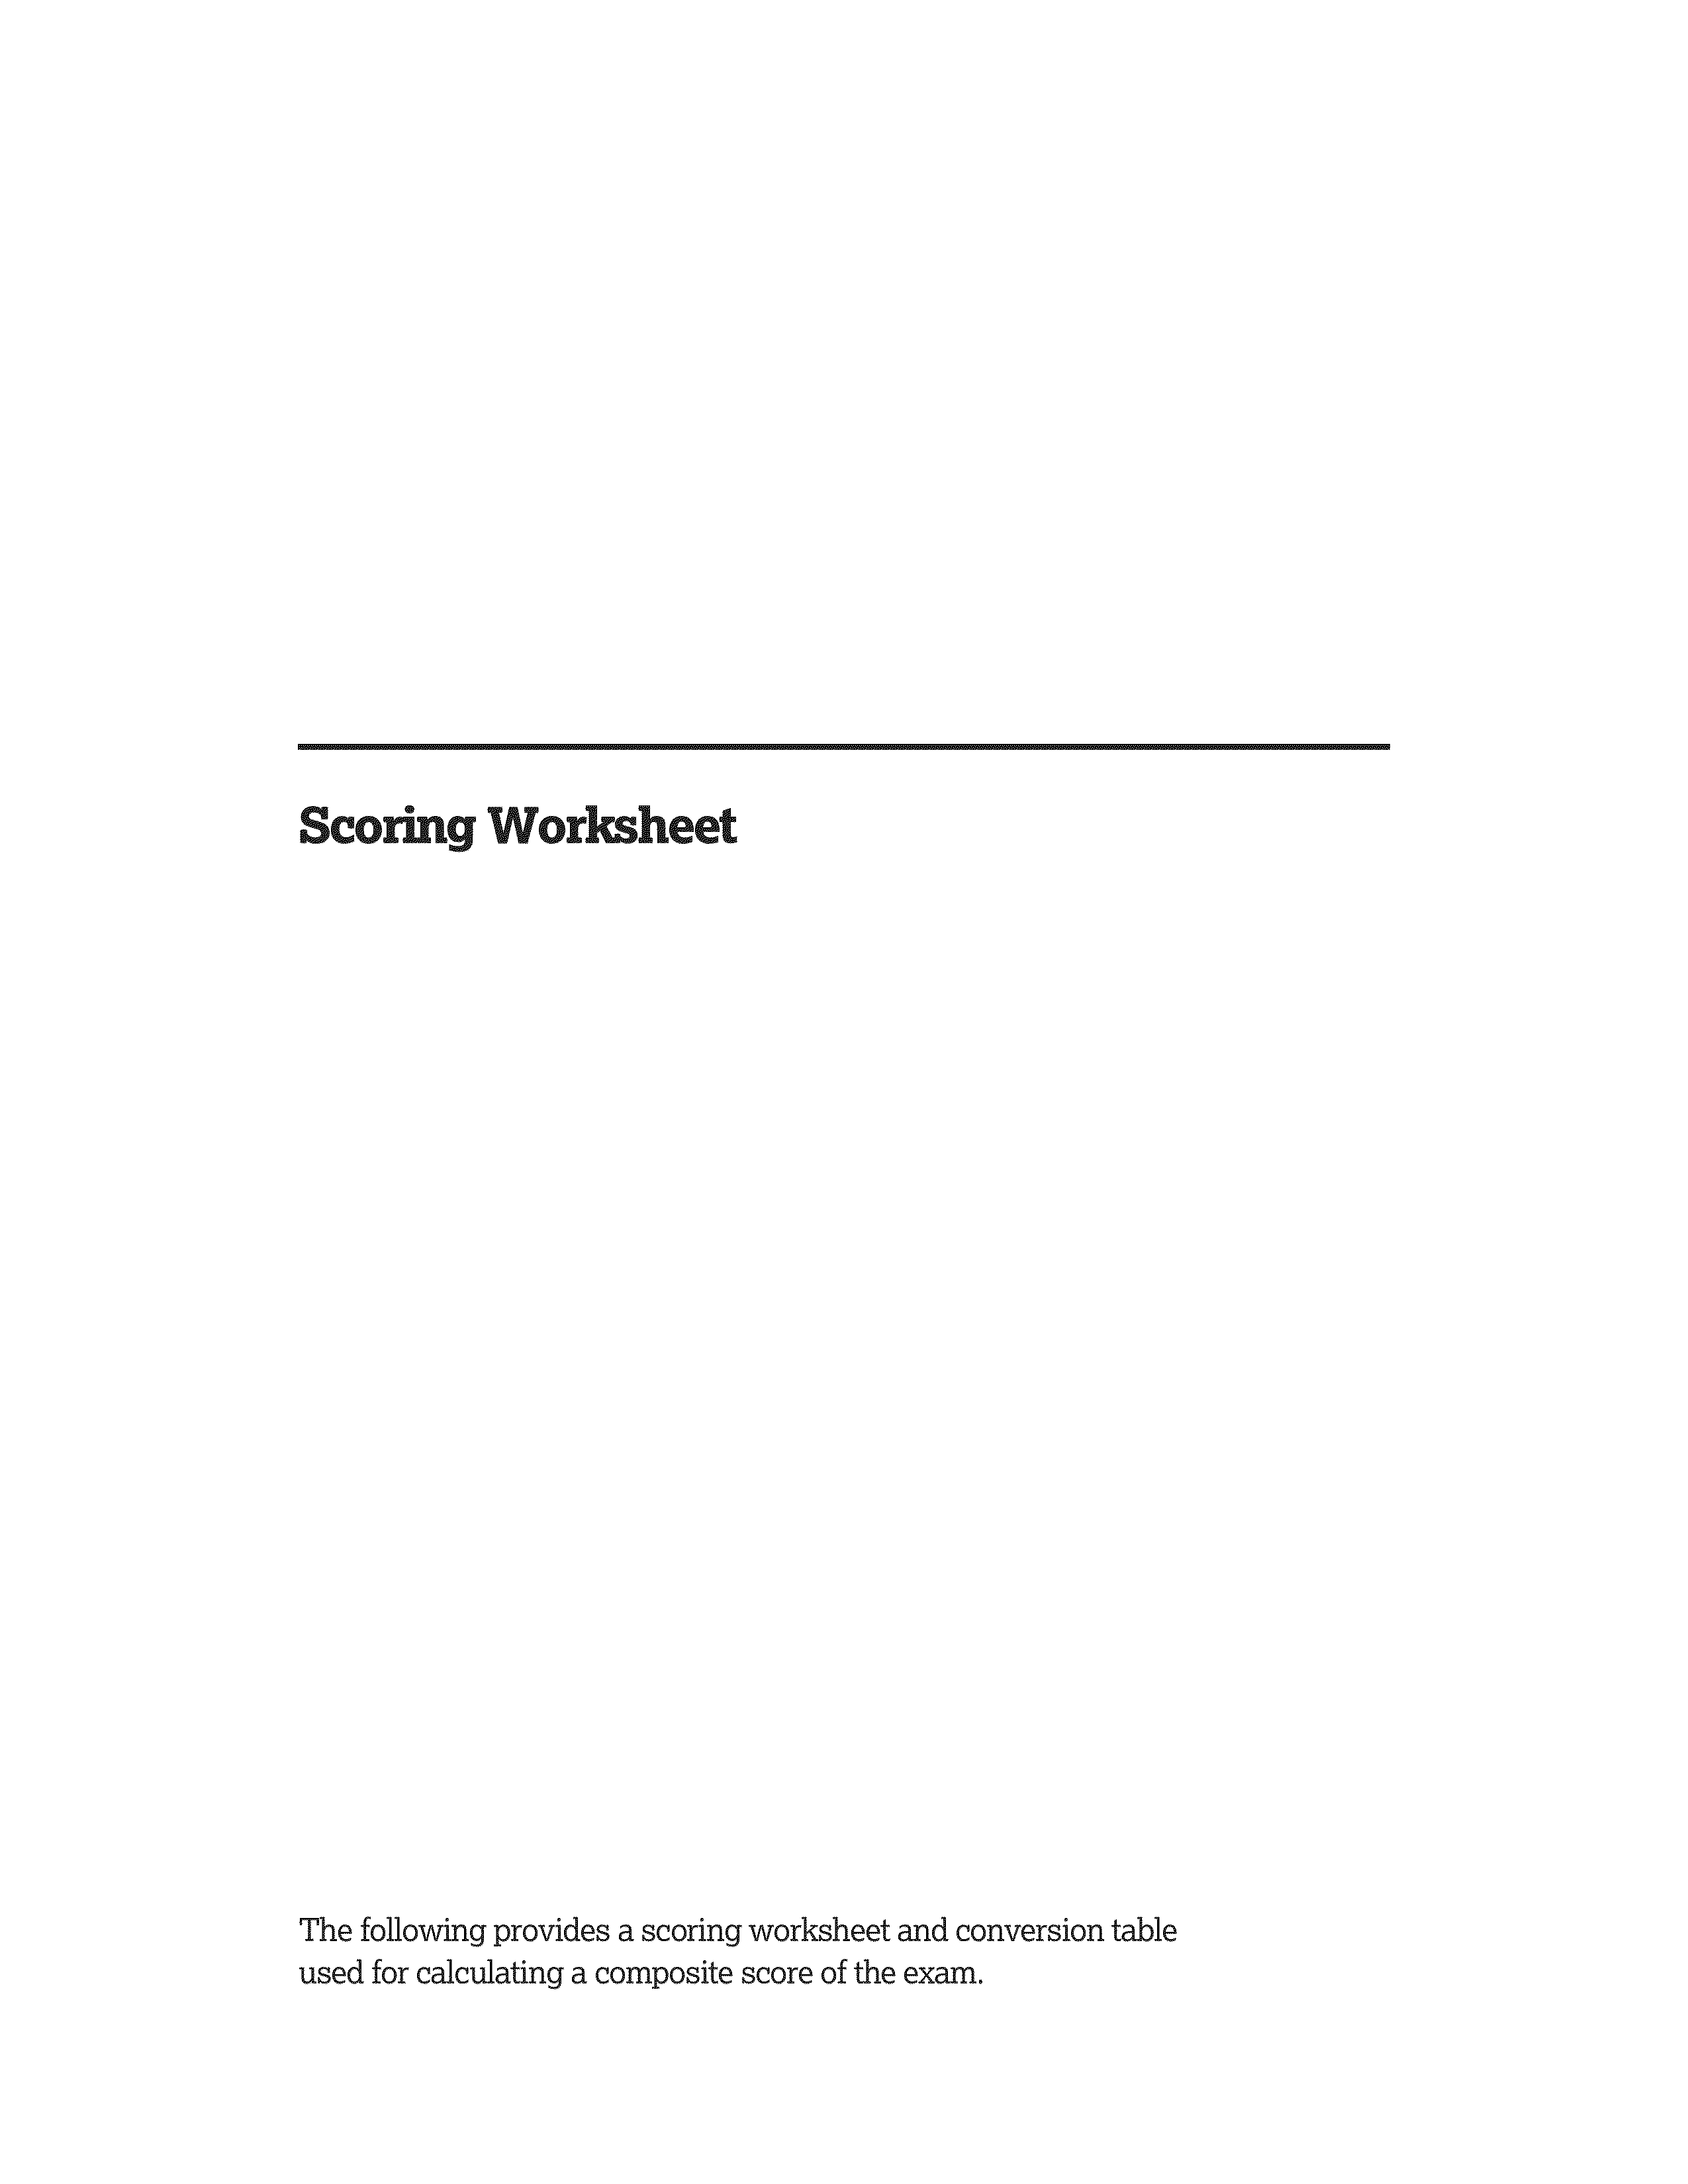 Scoring Worksheet
The following provides a scoring worksheet and conversion table
used for calculating a composite score of the exam.